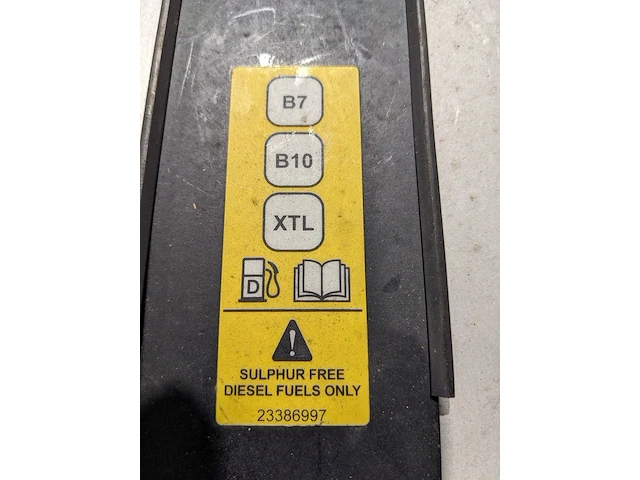 B7
B10
XTL
D
SULPHUR FREE
DIESEL FUELS ONLY
23386997